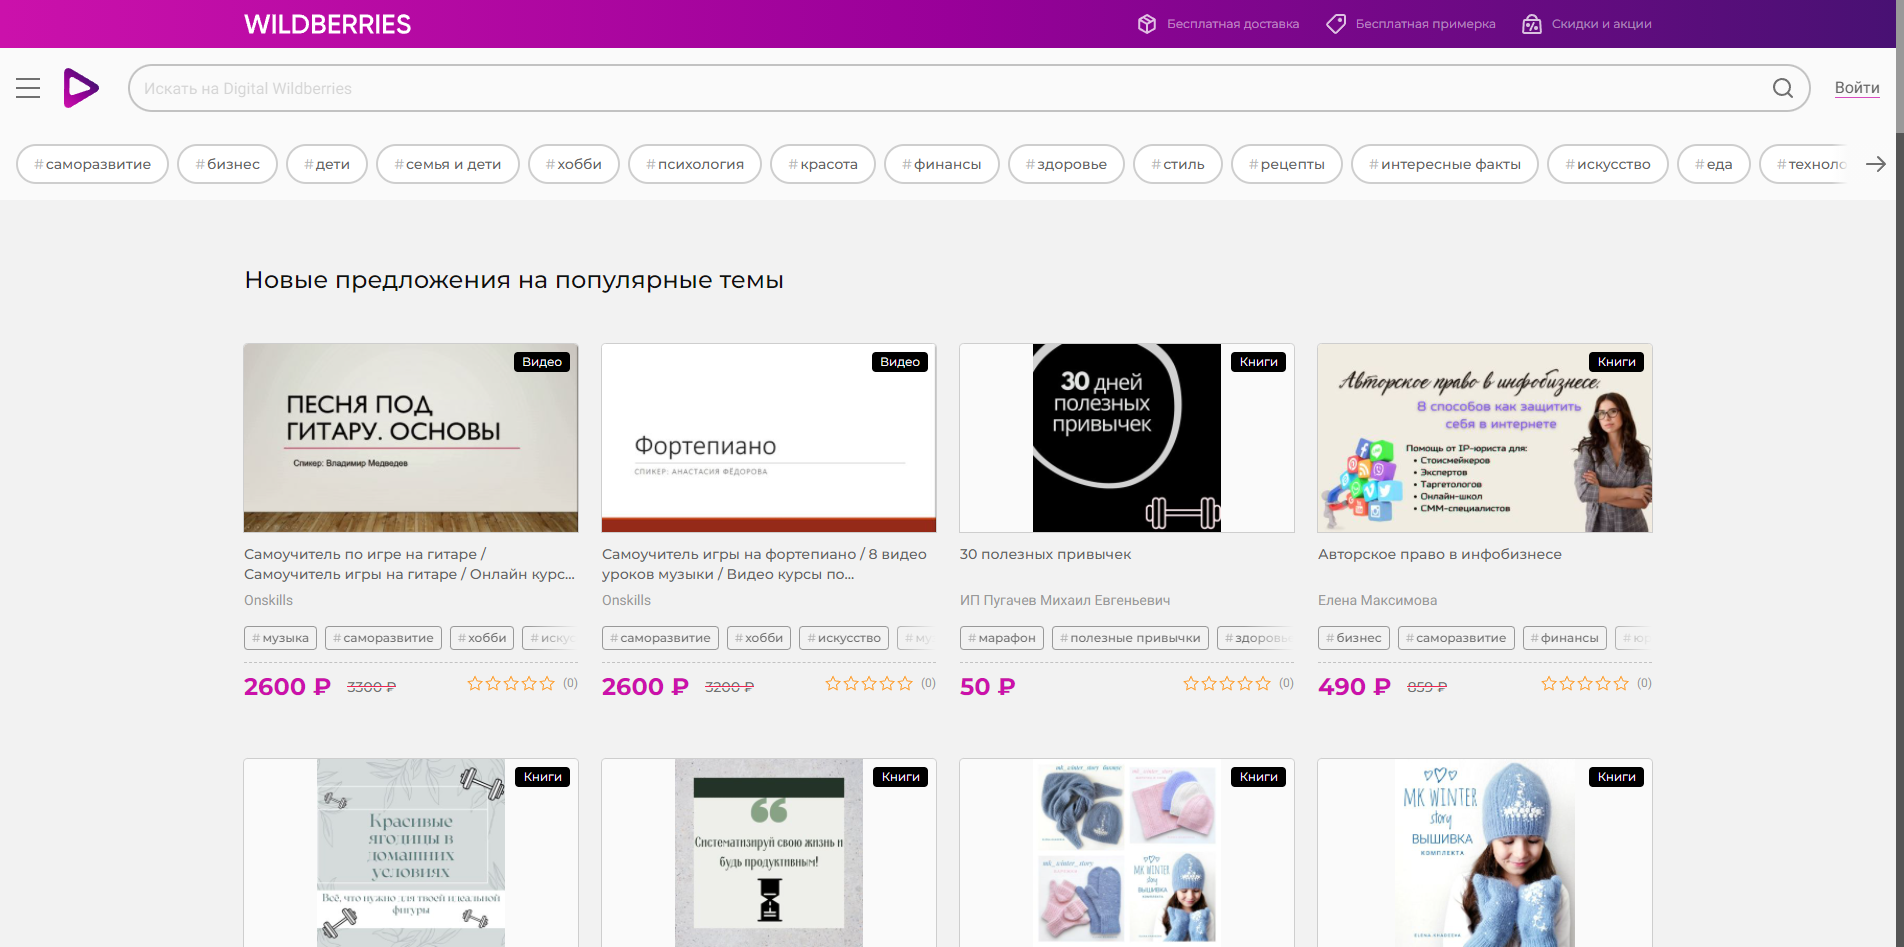 WILDBERRIES
Бесплатная доставка
Бесплатная примерка
Скидки и акции
Искать на Digital Wildberries
Войти
#саморазвитие #бизнес #дети #семья и дети #хобби #психология #красота #финансы #здоровье #стиль #рецепты #интересные факты #искусство #еда #техноло
Новые предложения на популярные темы
Видео
ПЕСНЯ ПОД
ГИТАРУ. ОСНОВЫ
Спикер: Владимир Медведев
Самоучитель по игре на гитаре /
Самоучитель игры на гитаре / Онлайн курс...
Onskills
#музыка #саморазвитие #хобби #искус
2600 ₽ 3300 ₽ (0)
Видео
Фортепиано
СПИКЕР: АНАСТАСИЯ ФЁДОРОВА
Самоучитель игры на фортепиано / 8 видео
уроков музыки / Видео курсы по...
Onskills
#саморазвитие #хобби #искусство #му
2600 ₽ 3200 ₽ (0)
Книги
30 дней
полезных
привычек
30 полезных привычек
ИП Пугачев Михаил Евгеньевич
#марафон #полезные привычки #здоровье
50 ₽ (0)
Книги
Авторское право в инфобизнесе.
8 способов как защитить
себя в интернете
Помощь от IP-юриста для:
• Стоисмейкеров
• Экспертов
• Таргетологов
• Онлайн-школ
• СММ-специалистов
Авторское право в инфобизнесе
Елена Максимова
#бизнес #саморазвитие #финансы #юр
490 ₽ 859 ₽ (0)
Книги
Красивые
ягодицы в
домашних
условиях
Всё, что нужно для твоей идеальной
фигуры
Книги
Систематизируй свою жизнь и
будь продуктивным!
Книги
mk_winter_story
mk_winter_story
mk_winter_story
MK WINTER
story
ВЫШИВКА
Книги
MK WINTER
story
ВЫШИВКА
КОМПЛЕКТА